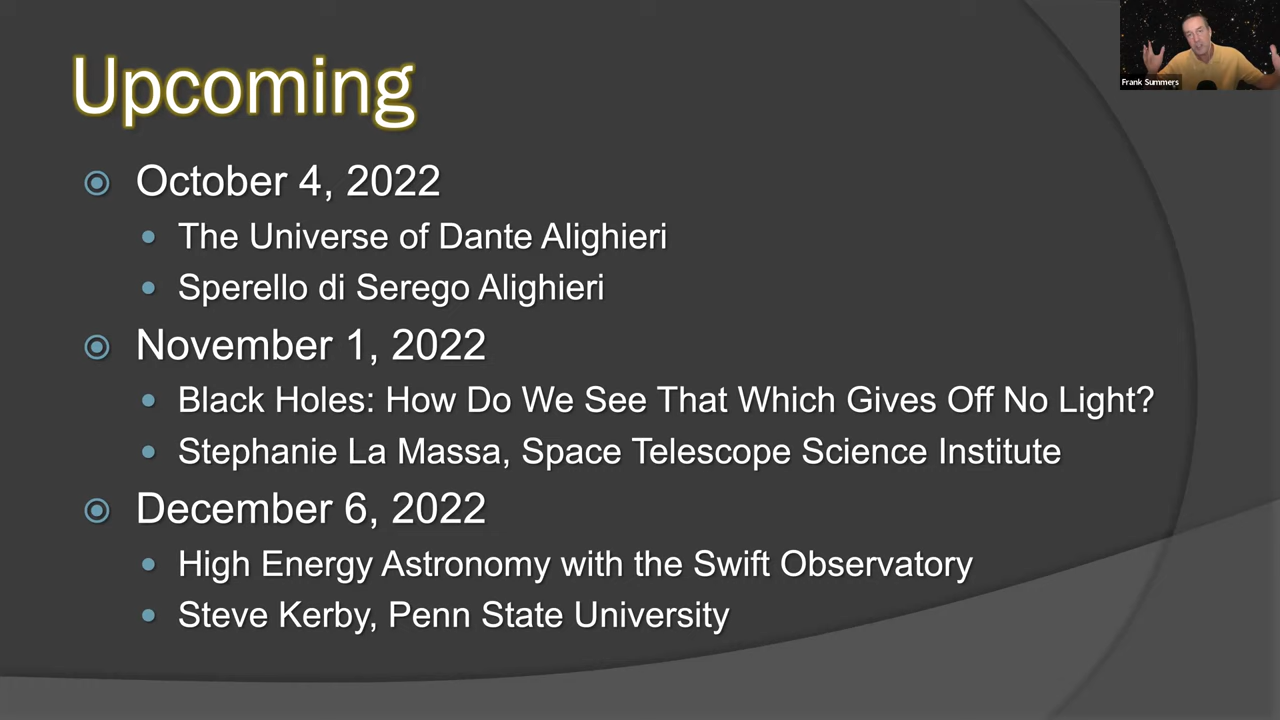 Upcoming
Frank Summers
October 4, 2022
The Universe of Dante Alighieri
Sperello di Serego Alighieri
November 1, 2022
Black Holes: How Do We See That Which Gives Off No Light?
Stephanie La Massa, Space Telescope Science Institute
December 6, 2022
High Energy Astronomy with the Swift Observatory
Steve Kerby, Penn State University